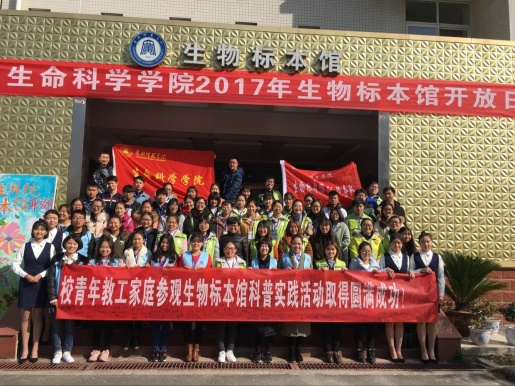 生物标本馆
生命科学学院2017年生物标本馆开放日
科学学院
校青年教工家庭参观生物标本馆科普实践活动取得圆满成功！